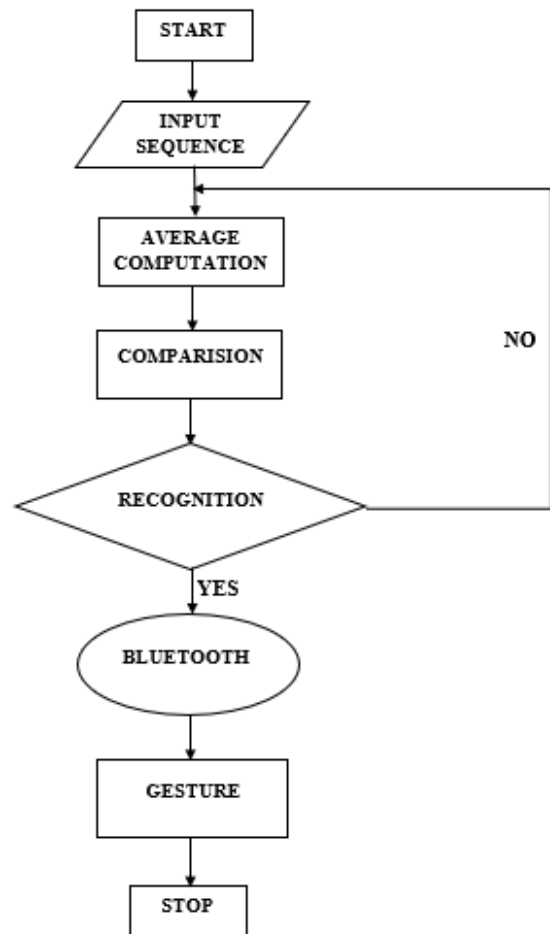 START
INPUT
SEQUENCE
AVERAGE
COMPUTATION
COMPARISION
NO
RECOGNITION
YES
BLUETOOTH
GESTURE
STOP